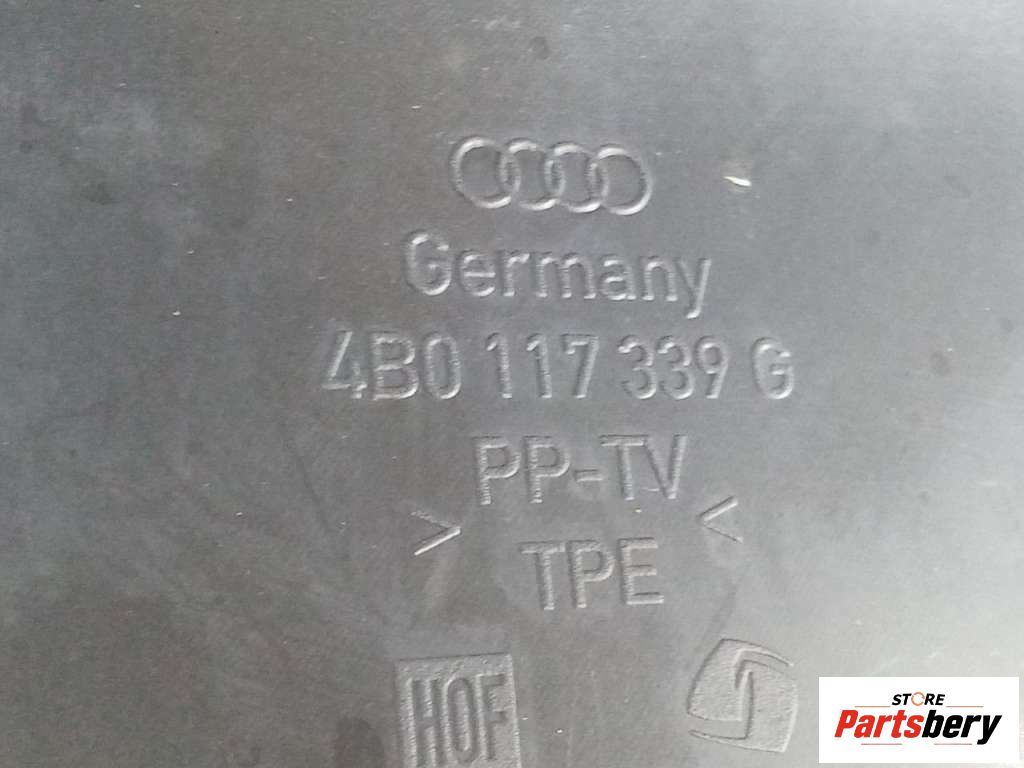 Germany
4B0 117 339 G
PP-TV
> <
TPE
HOF
STORE
Partsbery